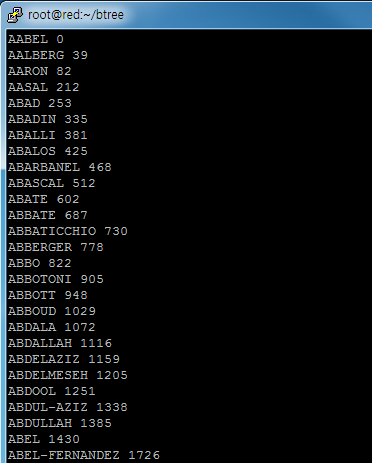 root@red:~/btree
AABEL 0
AALBERG 39
AARON 82
AASAL 212
ABAD 253
ABADIN 335
ABALLI 381
ABALOS 425
ABARBANEL 468
ABASCAL 512
ABATE 602
ABBATE 687
ABBATICCHIO 730
ABBERGER 778
ABBO 822
ABBOTONI 905
ABBOTT 948
ABBOUD 1029
ABDALA 1072
ABDALLAH 1116
ABDELAZIZ 1159
ABDELMESEH 1205
ABDOOL 1251
ABDUL-AZIZ 1338
ABDULLAH 1385
ABEL 1430
ABEL-FERNANDEZ 1726